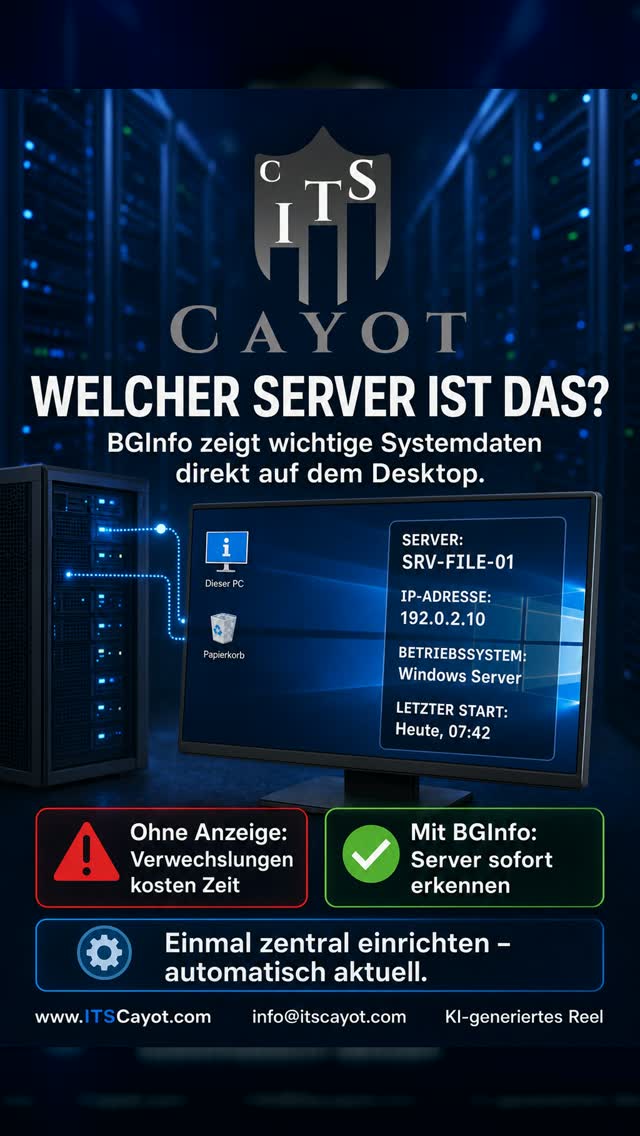 C ITS
CAYOT
WELCHER SERVER IST DAS?
BGInfo zeigt wichtige Systemdaten
direkt auf dem Desktop.
Dieser PC
Papierkorb
SERVER:
SRV-FILE-01
IP-ADRESSE:
192.0.2.10
BETRIEBSSYSTEM:
Windows Server
LETZTER START:
Heute, 07:42
Ohne Anzeige:
Verwechslungen
kosten Zeit
Mit BGInfo:
Server sofort
erkennen
Einmal zentral einrichten –
automatisch aktuell.
www.ITSCayot.com info@itscayot.com KI-generiertes Reel